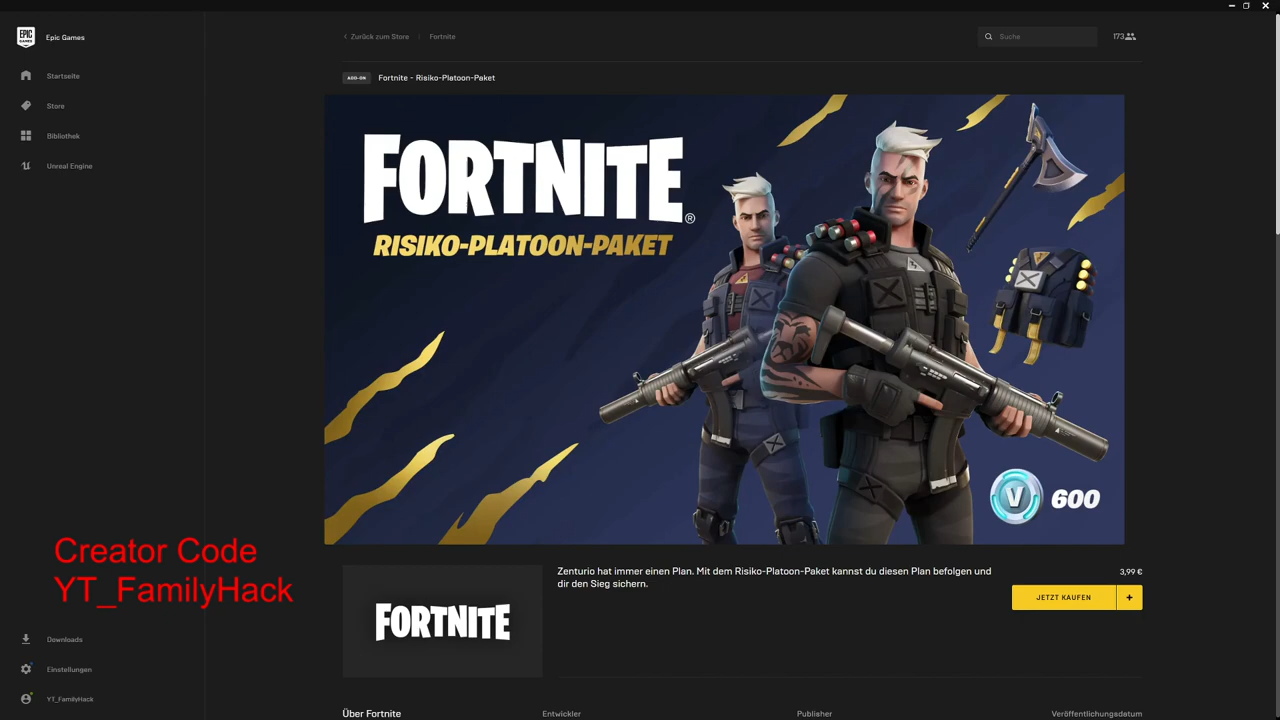 EPIC GAMES
Epic Games
Startseite
Store
Bibliothek
Unreal Engine
Zurück zum Store
Fortnite
Suche
173
ADD-ON
Fortnite - Risiko-Platoon-Paket
FORTNITE®
RISIKO-PLATOON-PAKET
V 600
Creator Code
YT_FamilyHack
FORTNITE
Zenturio hat immer einen Plan. Mit dem Risiko-Platoon-Paket kannst du diesen Plan befolgen und
dir den Sieg sichern.
3,99 €
JETZT KAUFEN
+
Downloads
Einstellungen
YT_FamilyHack
Über Fortnite
Entwickler
Publisher
Veröffentlichungsdatum